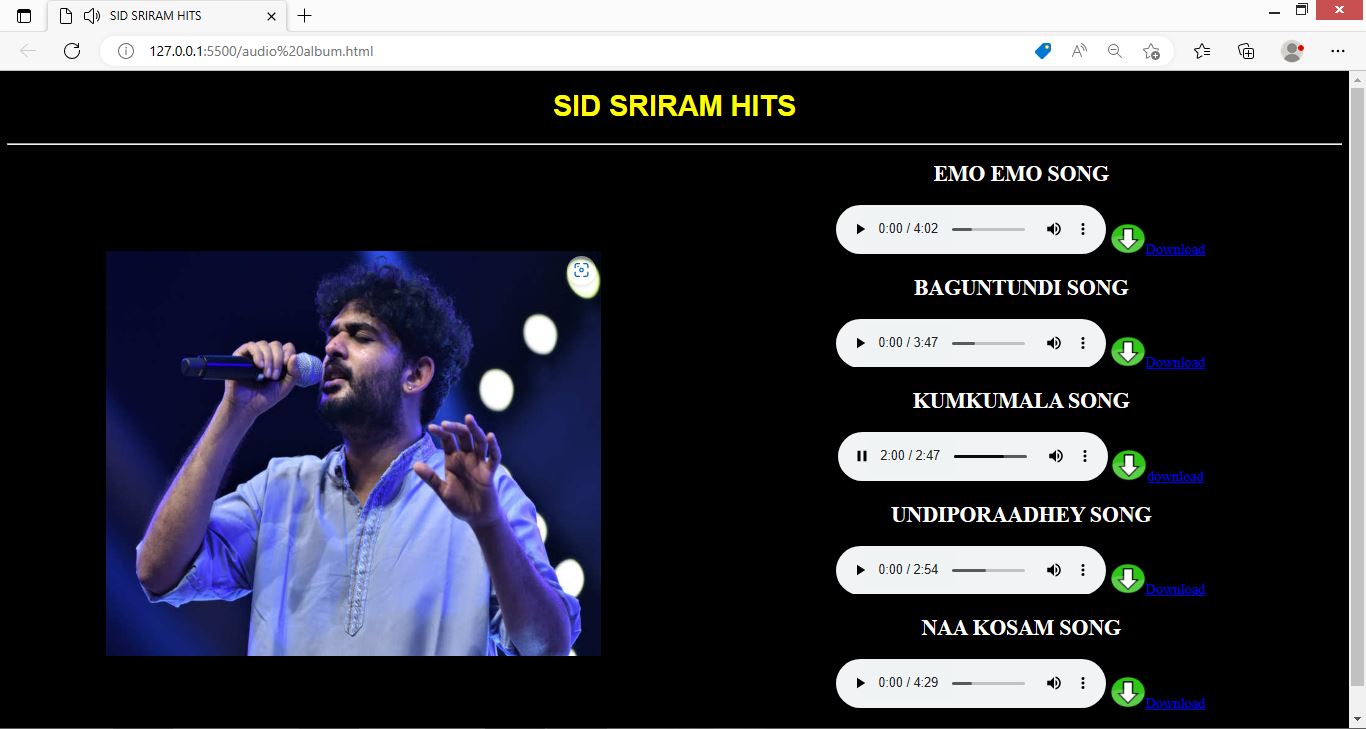 SID SRIRAM HITS
127.0.0.1:5500/audio%20album.html
SID SRIRAM HITS
EMO EMO SONG
0:00 / 4:02 Download
BAGUNTUNDI SONG
0:00 / 3:47 Download
KUMKUMALA SONG
2:00 / 2:47 download
UNDIPORAADHEY SONG
0:00 / 2:54 Download
NAA KOSAM SONG
0:00 / 4:29 Download